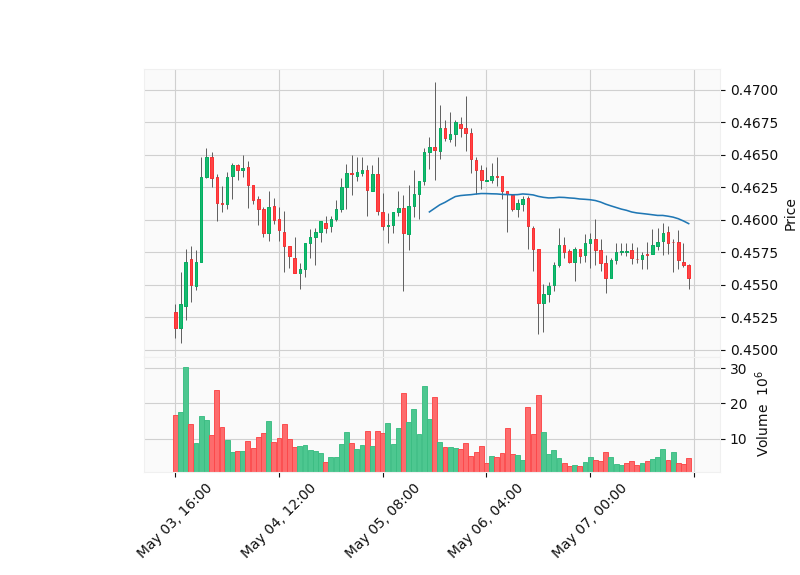 0.4700
0.4675
0.4650
0.4625
0.4600
0.4575
0.4550
0.4525
0.4500
Price
30
20
10
Volume 10⁶
May 03, 16:00
May 04, 12:00
May 05, 08:00
May 06, 04:00
May 07, 00:00